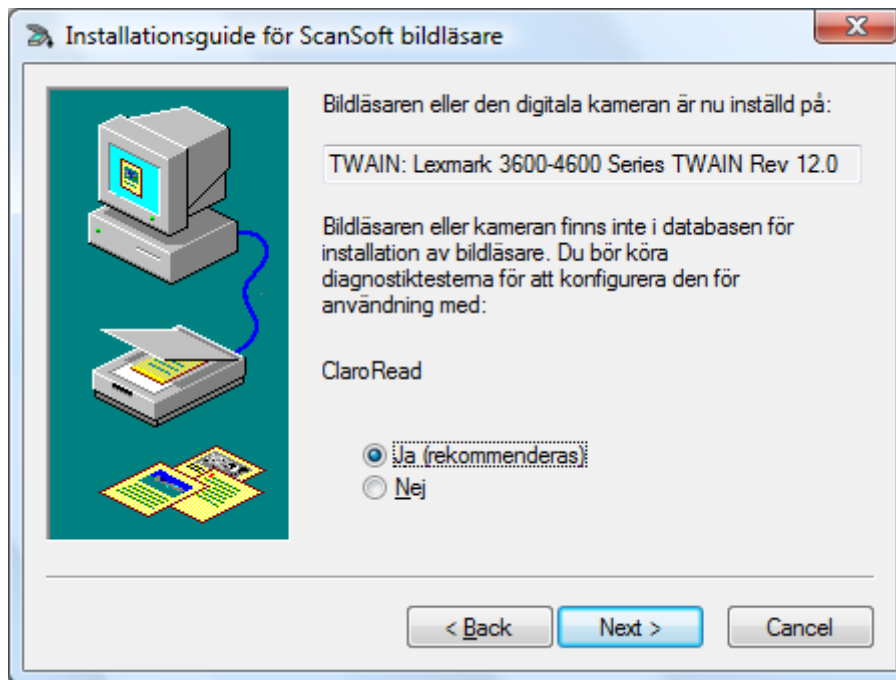 Installationsguide för ScanSoft bildläsare
Bildläsaren eller den digitala kameran är nu inställd på:
TWAIN: Lexmark 3600-4600 Series TWAIN Rev 12.0
Bildläsaren eller kameran finns inte i databasen för
installation av bildläsare. Du bör köra
diagnostiktesterna för att konfigurera den för
användning med:
ClaroRead
Ja (rekommenderas)
Nej
< Back
Next >
Cancel